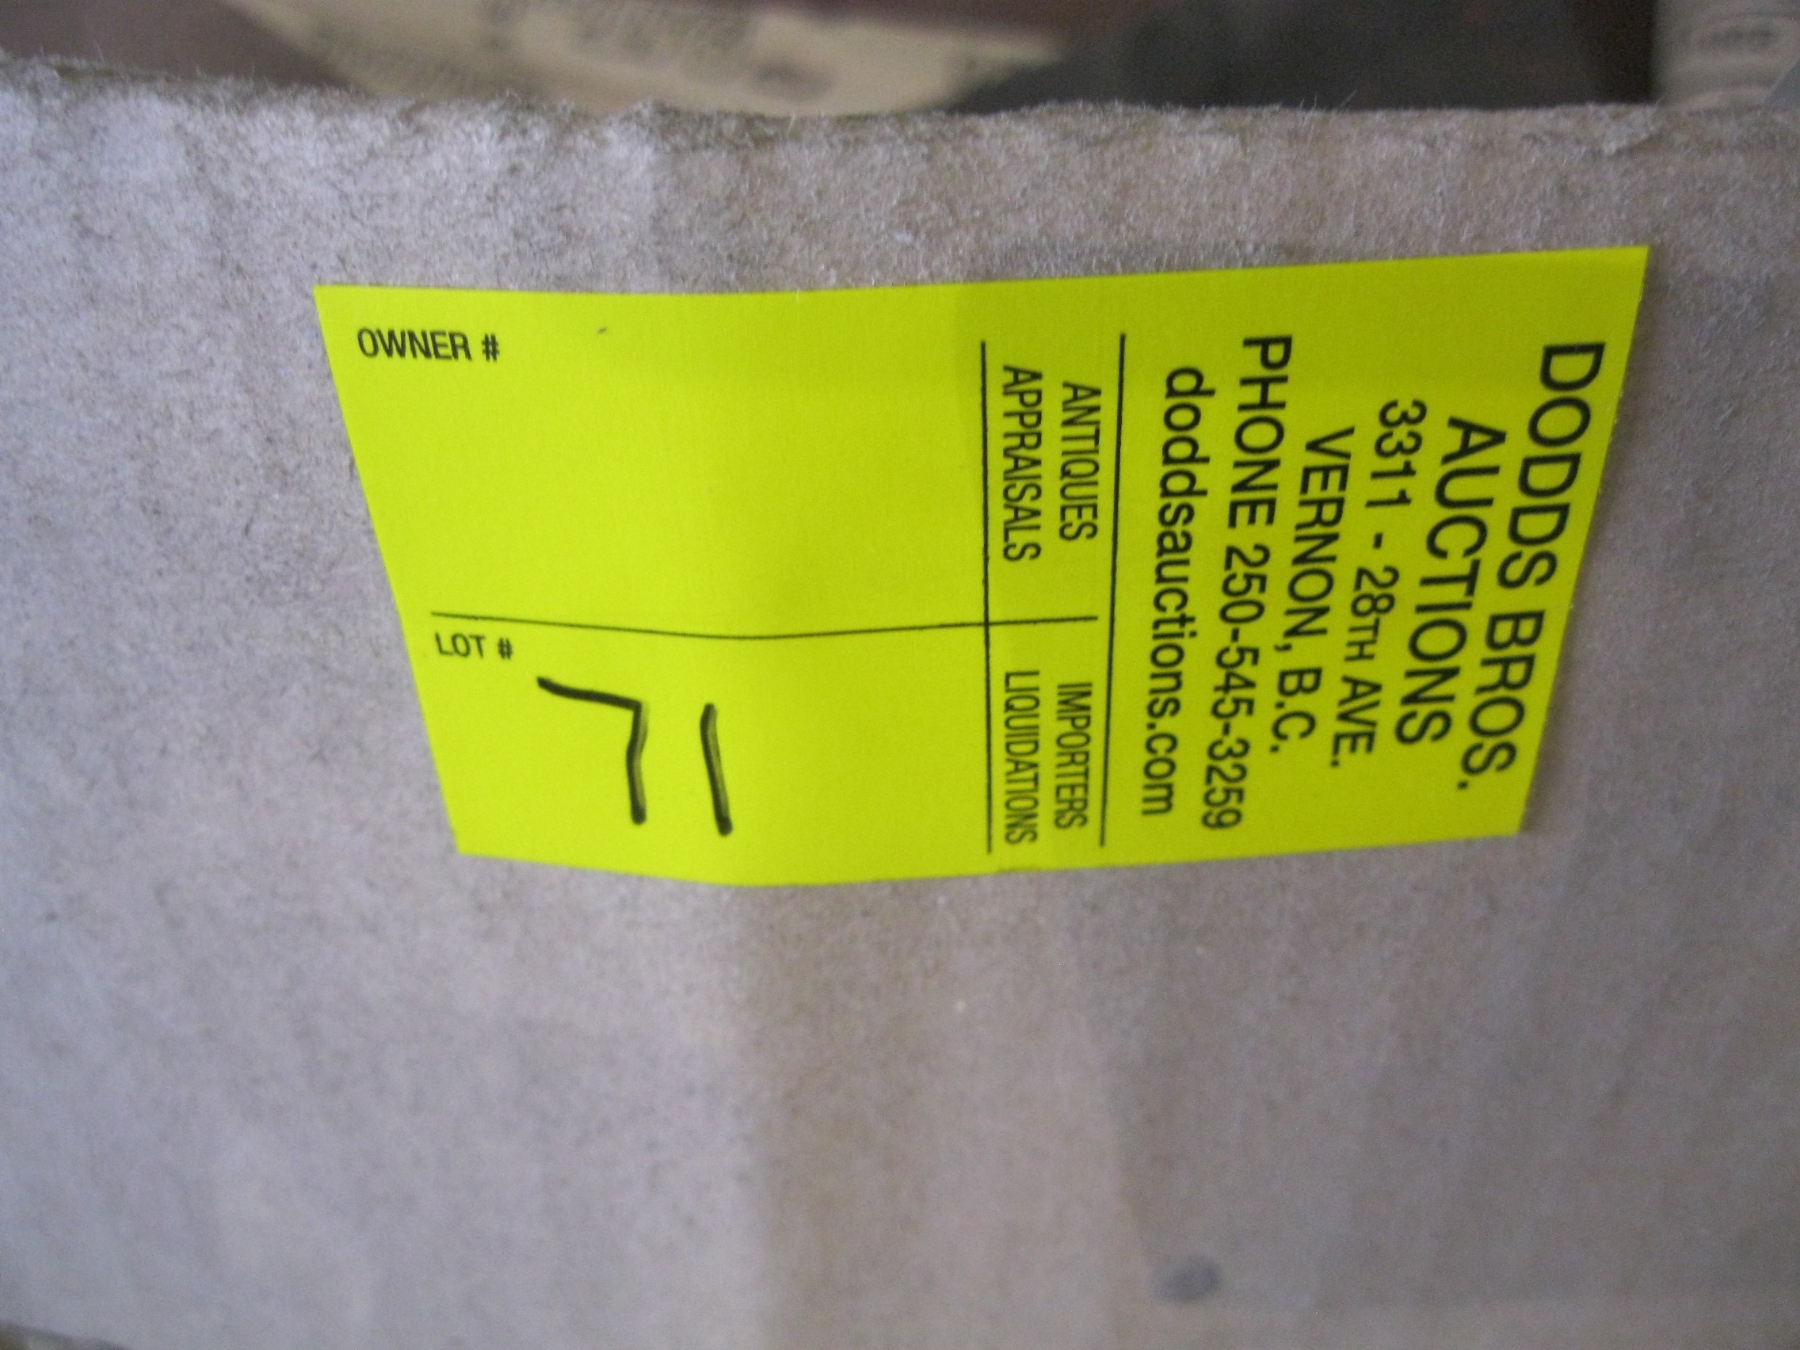 DODDS BROS.
AUCTIONS
3311 - 28TH AVE.
VERNON, B.C.
PHONE 250-545-3259
doddsauctions.com
ANTIQUES IMPORTERS
APPRAISALS LIQUIDATIONS
OWNER #
LOT #
71